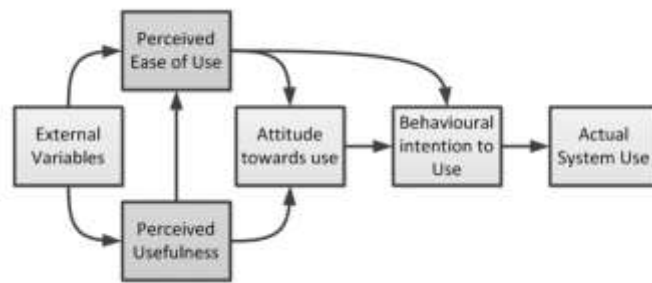 Perceived
Ease of Use
External
Variables
Attitude
towards use
Behavioural
intention to
Use
Actual
System Use
Perceived
Usefulness